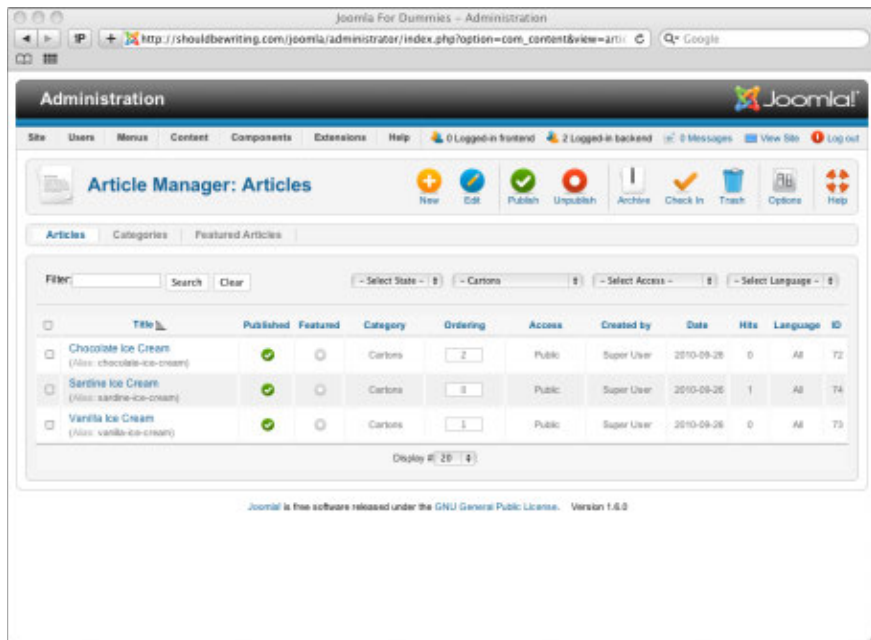 Joomla For Dummies – Administration
http://shouldbewriting.com/joomla/administrator/index.php?option=com_content&view=arti Google
Administration Joomla!
Site Users Menus Content Components Extensions Help 0 Logged-in frontend 2 Logged-in backend 0 Messages View Site Log out
Article Manager: Articles
New Edit Publish Unpublish Archive Check In Trash Options Help
Articles Categories Featured Articles
Filter: Search Clear - Select State - - Cartons - Select Access - - Select Language -
Title Published Featured Category Ordering Access Created by Date Hits Language ID
Chocolate Ice Cream Cartons 2 Public Super User 2010-09-26 0 All 72
(Alias: chocolate-ice-cream)
Sardine Ice Cream Cartons Public Super User 2010-09-26 1 All 74
(Alias: sardine-ice-cream)
Vanilla Ice Cream Cartons 1 Public Super User 2010-09-26 0 All 73
(Alias: vanilla-ice-cream)
Display # 20
Joomla! is free software released under the GNU General Public License. Version 1.6.0